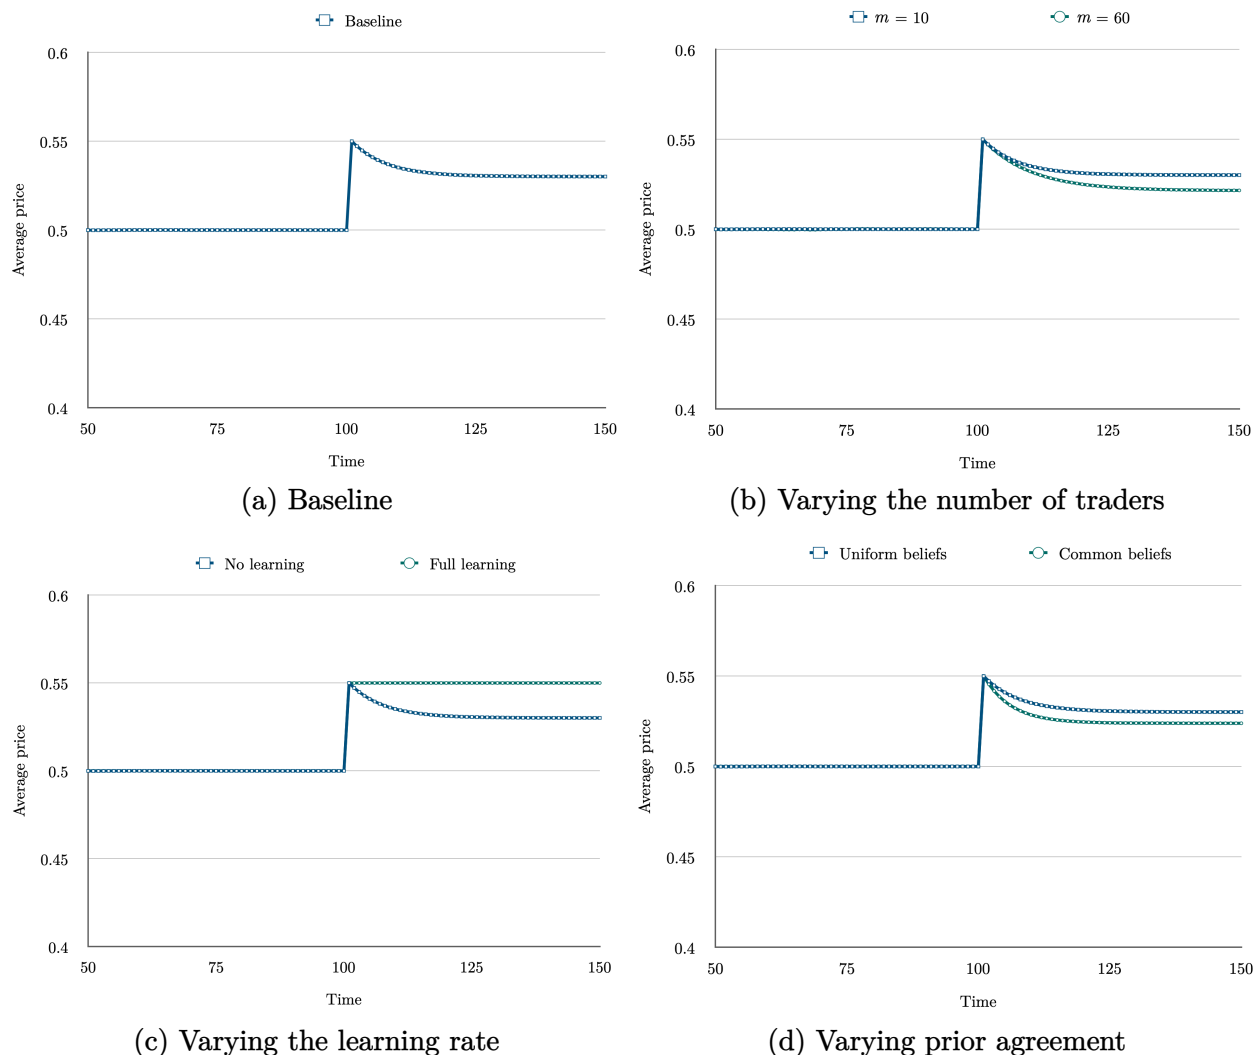 Baseline
0.6
0.55
0.5
0.45
0.4
50 75 100 125 150
Average price
Time
(a) Baseline
m = 10 m = 60
0.6
0.55
0.5
0.45
0.4
50 75 100 125 150
Average price
Time
(b) Varying the number of traders
No learning Full learning
0.6
0.55
0.5
0.45
0.4
50 75 100 125 150
Average price
Time
(c) Varying the learning rate
Uniform beliefs Common beliefs
0.6
0.55
0.5
0.45
0.4
50 75 100 125 150
Average price
Time
(d) Varying prior agreement